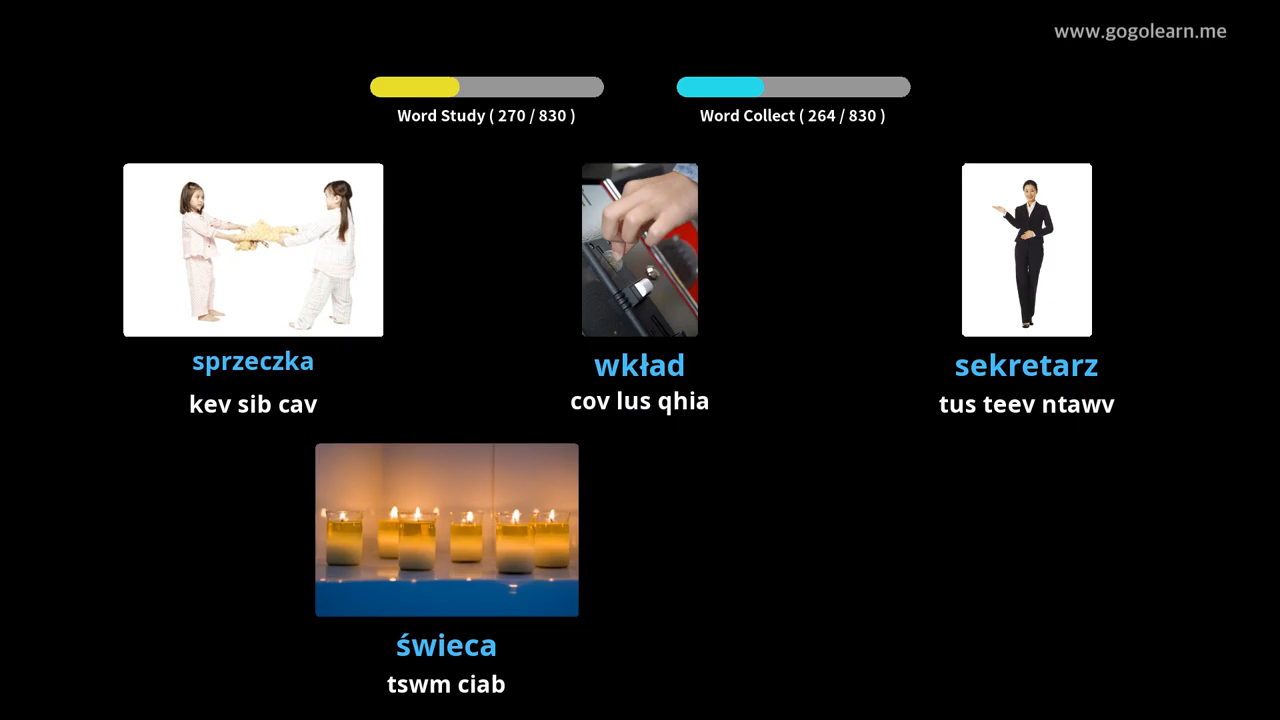 www.gogolearn.me
Word Study ( 270 / 830 )
Word Collect ( 264 / 830 )
sprzeczka
kev sib cav
wkład
cov lus qhia
sekretarz
tus teev ntawv
świeca
tswm ciab